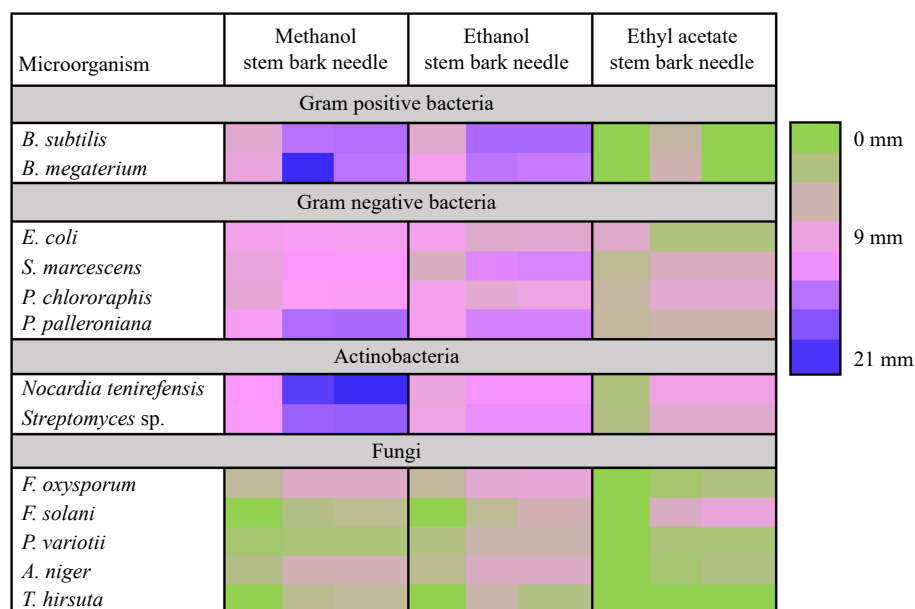 Microorganism
Methanol
stem bark needle
Ethanol
stem bark needle
Ethyl acetate
stem bark needle
Gram positive bacteria
B. subtilis
B. megaterium
Gram negative bacteria
E. coli
S. marcescens
P. chlororaphis
P. palleroniana
Actinobacteria
Nocardia tenirefensis
Streptomyces sp.
Fungi
F. oxysporum
F. solani
P. variotii
A. niger
T. hirsuta
0 mm
9 mm
21 mm